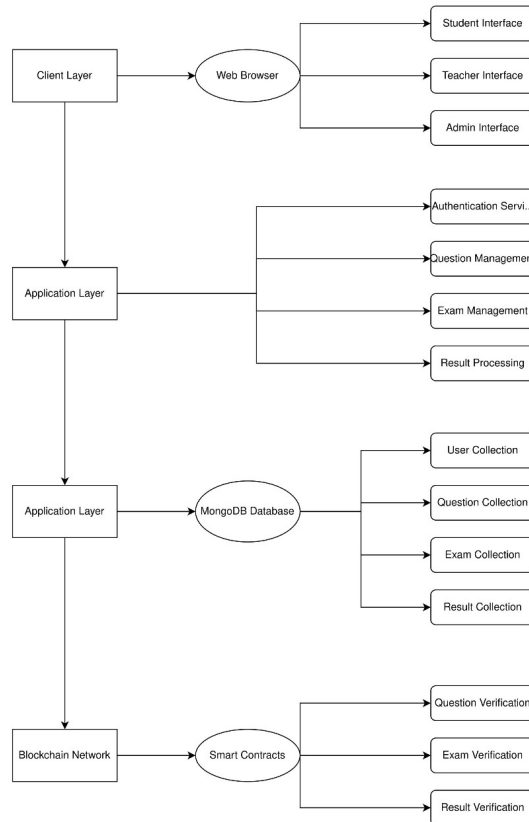 Student Interface
Client Layer
Web Browser
Teacher Interface
Admin Interface
Authentication Servi...
Question Managemen
Application Layer
Exam Management
Result Processing
User Collection
Application Layer
MongoDB Database
Question Collection
Exam Collection
Result Collection
Question Verification
Blockchain Network
Smart Contracts
Exam Verification
Result Verification